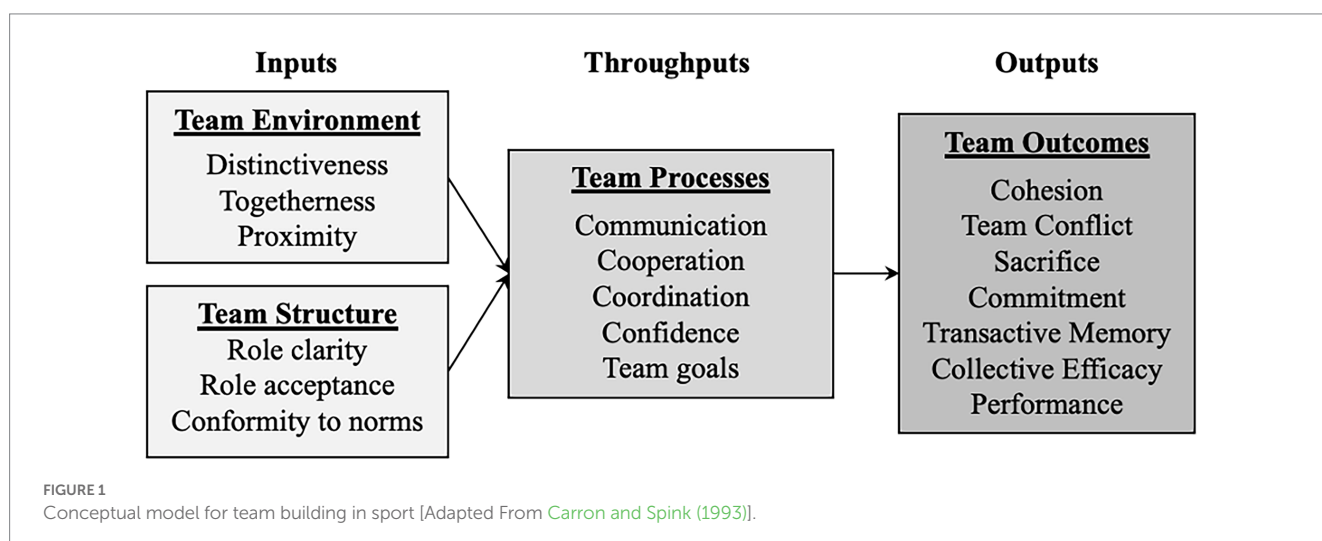 Inputs
Team Environment
Distinctiveness
Togetherness
Proximity
Team Structure
Role clarity
Role acceptance
Conformity to norms
Throughputs
Team Processes
Communication
Cooperation
Coordination
Confidence
Team goals
Outputs
Team Outcomes
Cohesion
Team Conflict
Sacrifice
Commitment
Transactive Memory
Collective Efficacy
Performance
FIGURE 1
Conceptual model for team building in sport [Adapted From Carron and Spink (1993)].